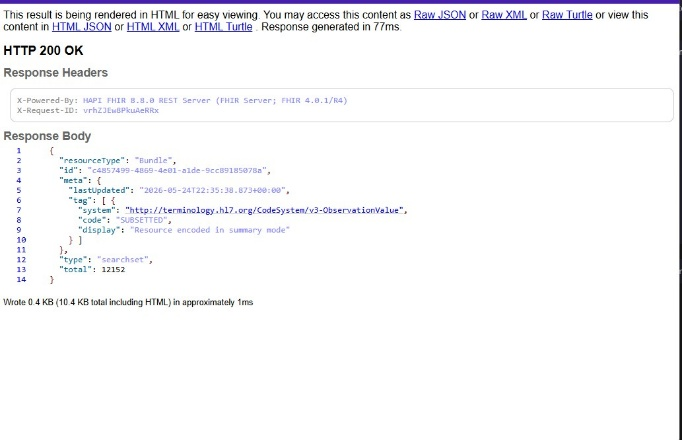 This result is being rendered in HTML for easy viewing. You may access this content as Raw JSON or Raw XML or Raw Turtle or view this
content in HTML JSON or HTML XML or HTML Turtle . Response generated in 77ms.
HTTP 200 OK
Response Headers
X-Powered-By: HAPI FHIR 8.8.0 REST Server (FHIR Server; FHIR 4.0.1/R4)
X-Request-ID: vrhZJEw8PkuAeRRx
Response Body
1 {
2 "resourceType": "Bundle",
3 "id": "c4857499-4869-4e01-a1de-9cc89185078a",
4 "meta": {
5 "lastUpdated": "2026-05-24T22:35:38.873+00:00",
6 "tag": [ {
7 "system": "http://terminology.hl7.org/CodeSystem/v3-ObservationValue",
8 "code": "SUBSETTED",
9 "display": "Resource encoded in summary mode"
10 } ]
11 },
12 "type": "searchset",
13 "total": 12152
14 }
Wrote 0.4 KB (10.4 KB total including HTML) in approximately 1ms